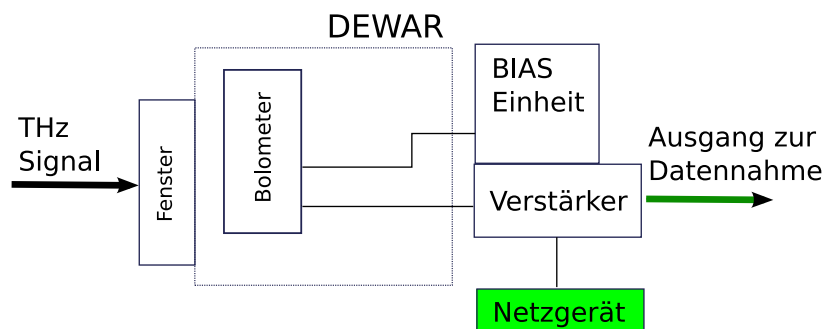 DEWAR
THz
Signal
Fenster
Bolometer
BIAS
Einheit
Verstärker
Ausgang zur
Datennahme
Netzgerät